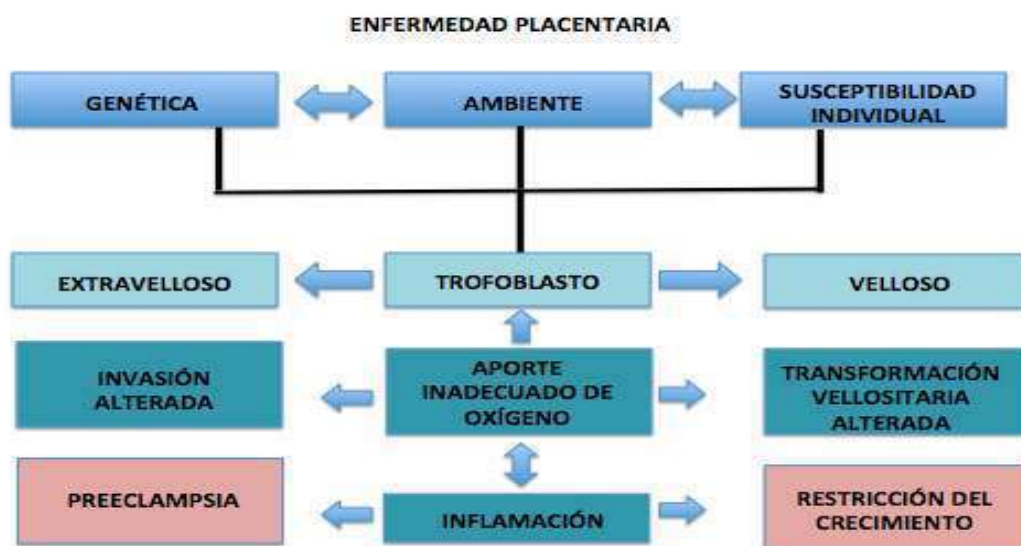 ENFERMEDAD PLACENTARIA
GENÉTICA
AMBIENTE
SUSCEPTIBILIDAD
INDIVIDUAL
EXTRAVELLOSO
TROFOBLASTO
VELLOSO
INVASIÓN
ALTERADA
APORTE
INADECUADO DE
OXÍGENO
TRANSFORMACIÓN
VELLOSITARIA
ALTERADA
PREECLAMPSIA
INFLAMACIÓN
RESTRICCIÓN DEL
CRECIMIENTO